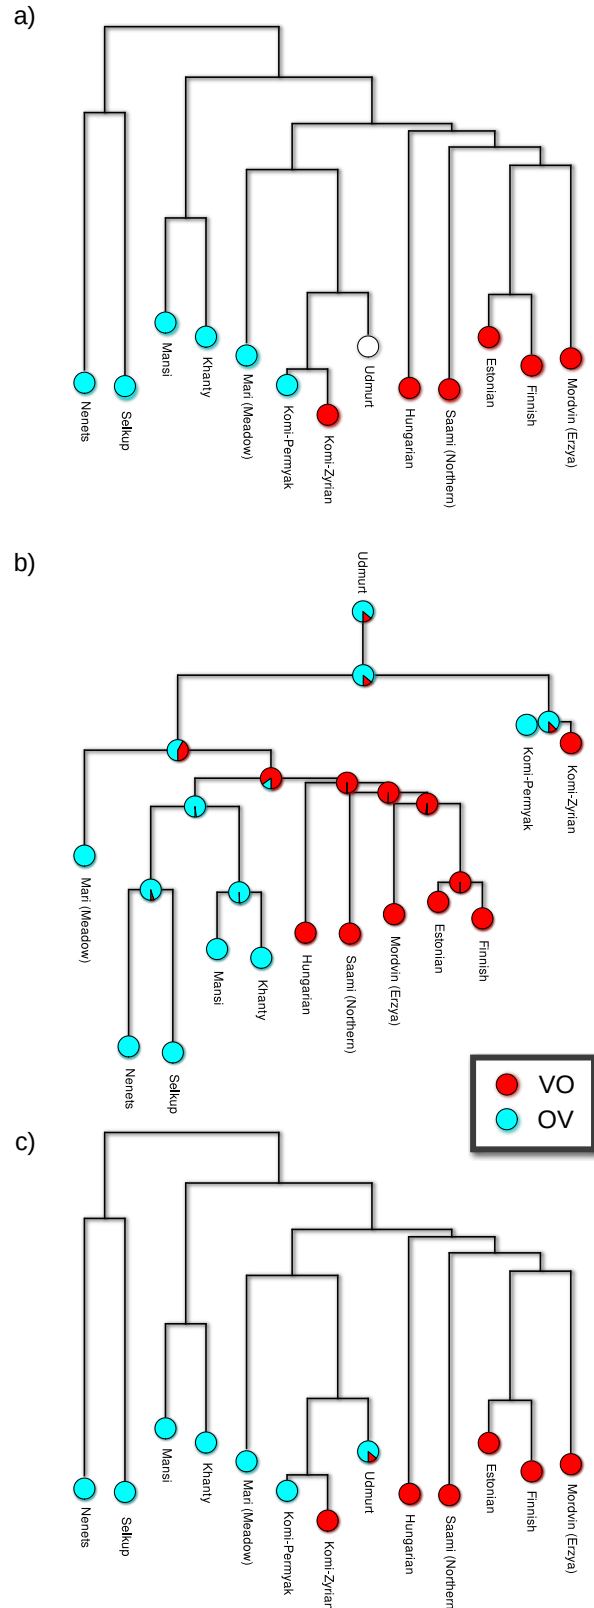 a)
Nenets
Selkup
Mansi
Khanty
Mari (Meadow)
Komi-Permyak
Komi-Zyrian
Udmurt
Hungarian
Saami (Northern)
Estonian
Finnish
Mordvin (Erzya)
b)
Udmurt
Komi-Permyak
Komi-Zyrian
Mari (Meadow)
Nenets
Selkup
Mansi
Khanty
Hungarian
Saami (Northern)
Mordvin (Erzya)
Estonian
Finnish
VO
OV
c)
Nenets
Selkup
Mansi
Khanty
Mari (Meadow)
Komi-Permyak
Komi-Zyrian
Udmurt
Hungarian
Saami (Northern)
Estonian
Finnish
Mordvin (Erzya)